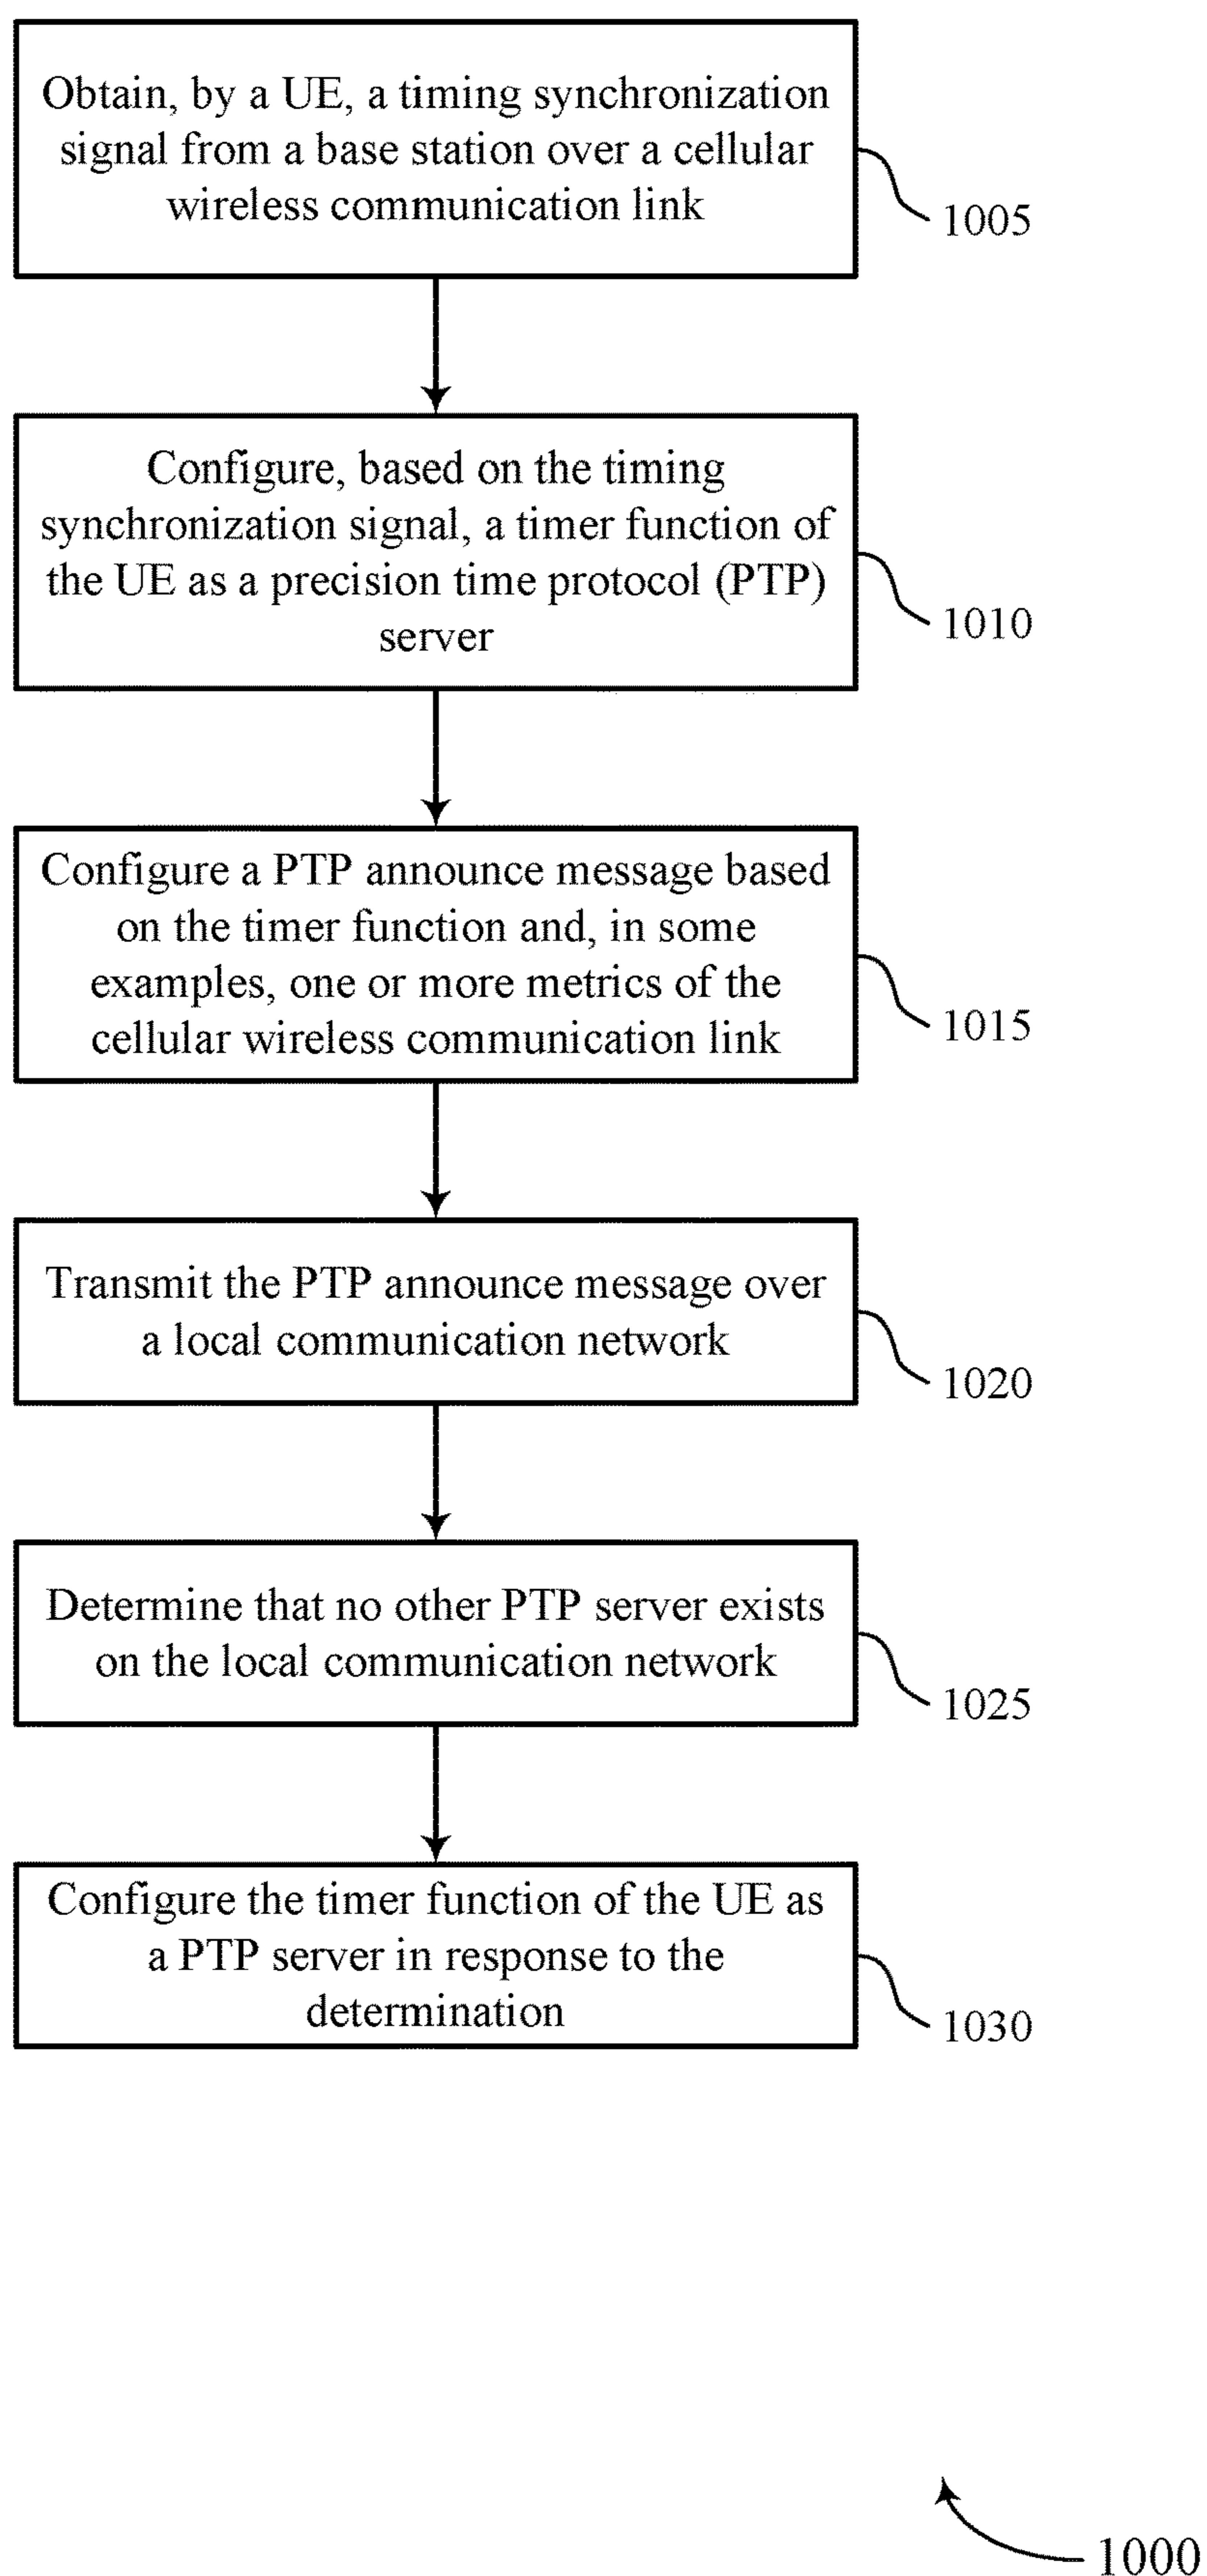 Obtain, by a UE, a timing synchronization
signal from a base station over a cellular
wireless communication link
1005
Configure, based on the timing
synchronization signal, a timer function of
the UE as a precision time protocol (PTP)
server
1010
Configure a PTP announce message based
on the timer function and, in some
examples, one or more metrics of the
cellular wireless communication link
1015
Transmit the PTP announce message over
a local communication network
1020
Determine that no other PTP server exists
on the local communication network
1025
Configure the timer function of the UE as
a PTP server in response to the
determination
1030
1000